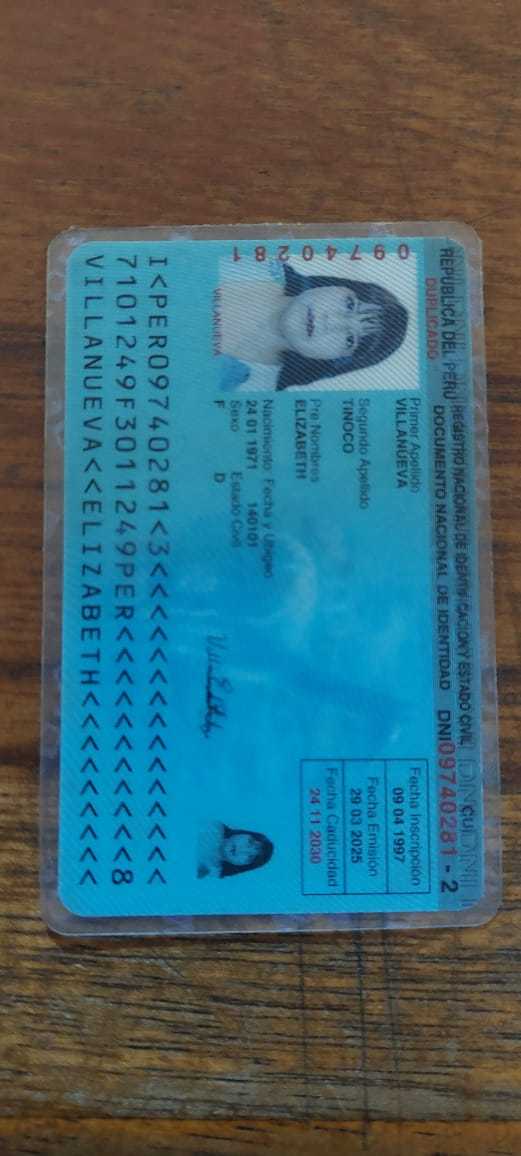 REPÚBLICA DEL PERÚ REGISTRO NACIONAL DE IDENTIFICACIÓN Y ESTADO CIVIL
DUPLICADO
DOCUMENTO NACIONAL DE IDENTIDAD DNI 09740281 - 2
09740281
VILLANUEVA
Primer Apellido
VILLANUEVA
Segundo Apellido
TINOCO
Pre Nombres
ELIZABETH
Nacimiento: Fecha y Ubigeo
24 01 1971 140101
Sexo Estado Civil
F D
Fecha Inscripción
09 04 1997
Fecha Emisión
29 03 2025
Fecha Caducidad
24 11 2030
I<PER09740281<3<<<<<<<<<<<<<<<
7101249F3011249PER<<<<<<<<<<<8
VILLANUEVA<<ELIZABETH<<<<<<<<<